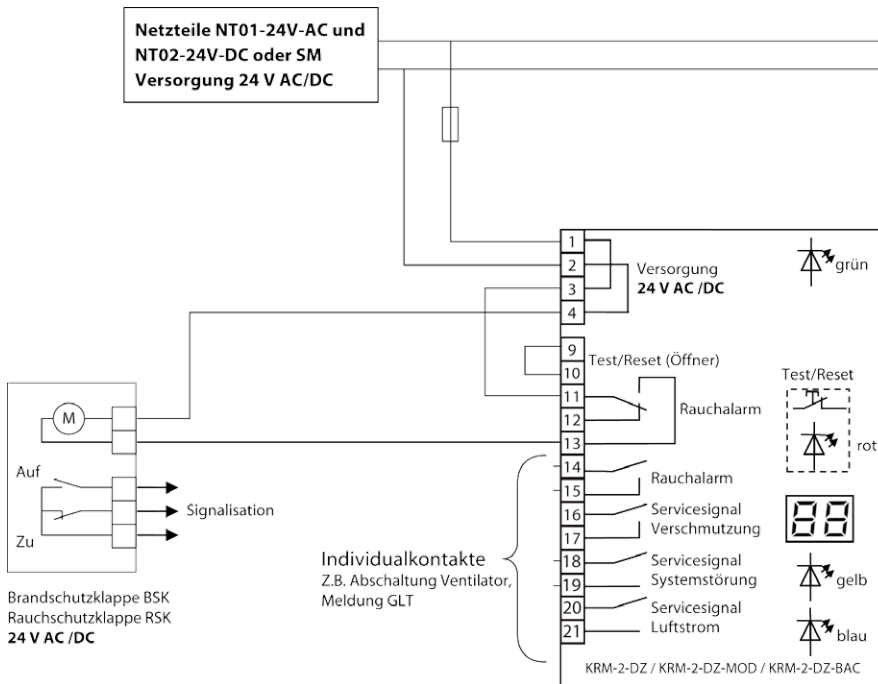 Netzteile NT01-24V-AC und
NT02-24V-DC oder SM
Versorgung 24 V AC/DC
1
2
3
4
Versorgung
24 V AC /DC
grün
9
10
Test/Reset (Öffner)
11
12
13
Rauchalarm
Test/Reset
rot
M
Auf
Zu
Signalisation
14
15
Rauchalarm
16
17
Servicesignal
Verschmutzung
88
18
19
Servicesignal
Systemstörung
gelb
20
21
Servicesignal
Luftstrom
blau
Individualkontakte
Z.B. Abschaltung Ventilator,
Meldung GLT
Brandschutzklappe BSK
Rauchschutzklappe RSK
24 V AC /DC
KRM-2-DZ / KRM-2-DZ-MOD / KRM-2-DZ-BAC